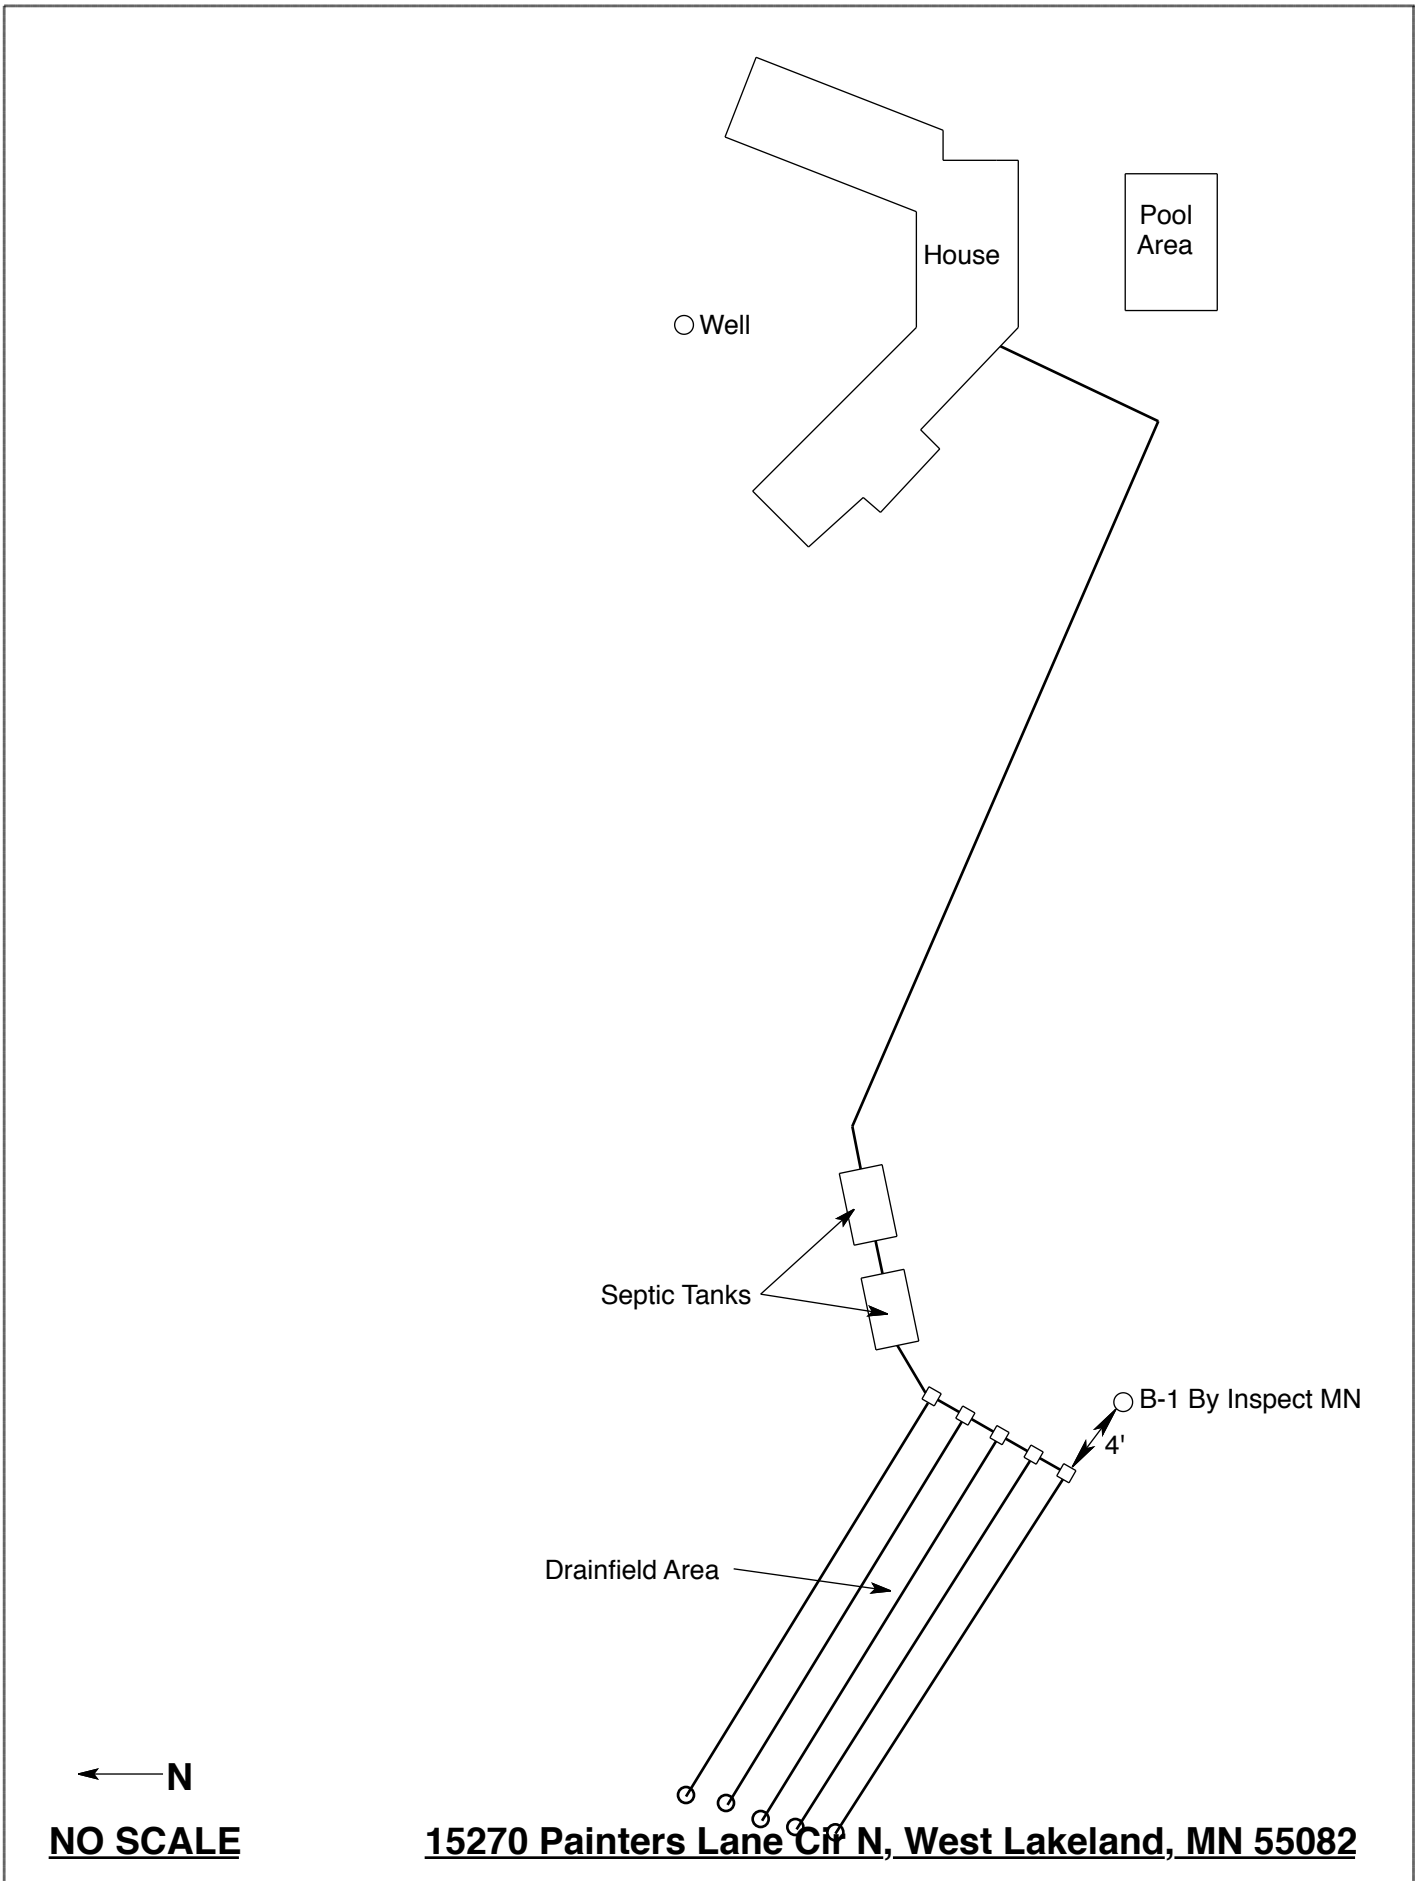 Pool
Area
House
Well
Septic Tanks
B-1 By Inspect MN
4'
Drainfield Area
N
NO SCALE
15270 Painters Lane Cir N, West Lakeland, MN 55082